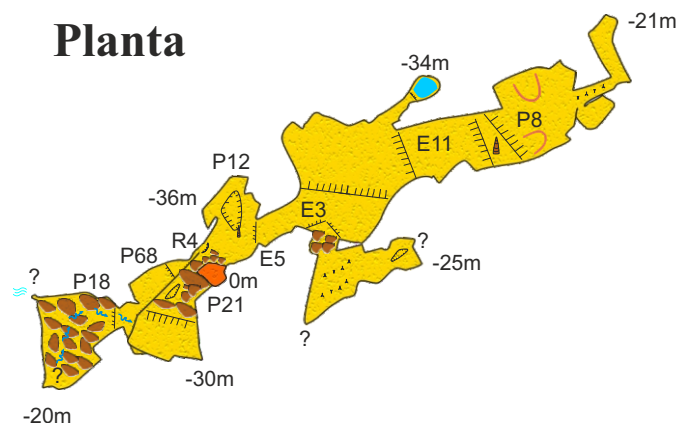 Planta
-21m
-34m
P8
E11
P12
-36m
E3
R4
P68
E5
?
-25m
?
P18
0m
P21
?
?
-30m
-20m